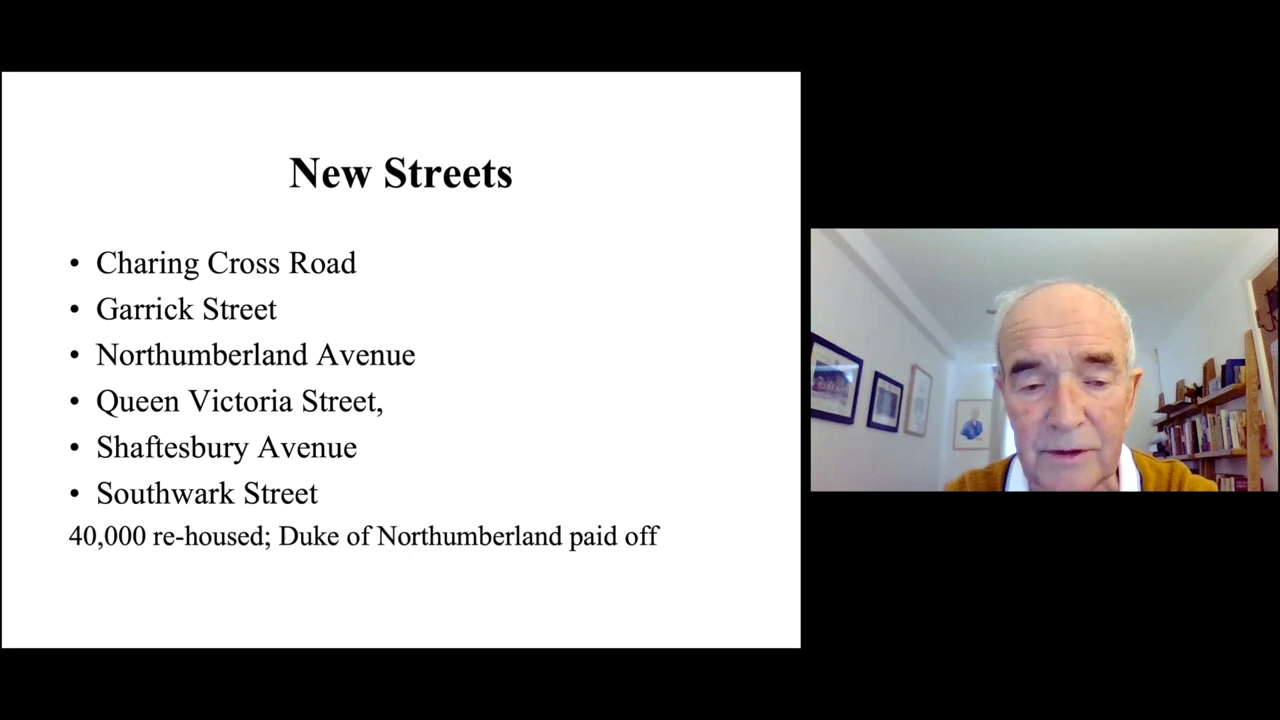 New Streets
• Charing Cross Road
• Garrick Street
• Northumberland Avenue
• Queen Victoria Street,
• Shaftesbury Avenue
• Southwark Street
40,000 re-housed; Duke of Northumberland paid off